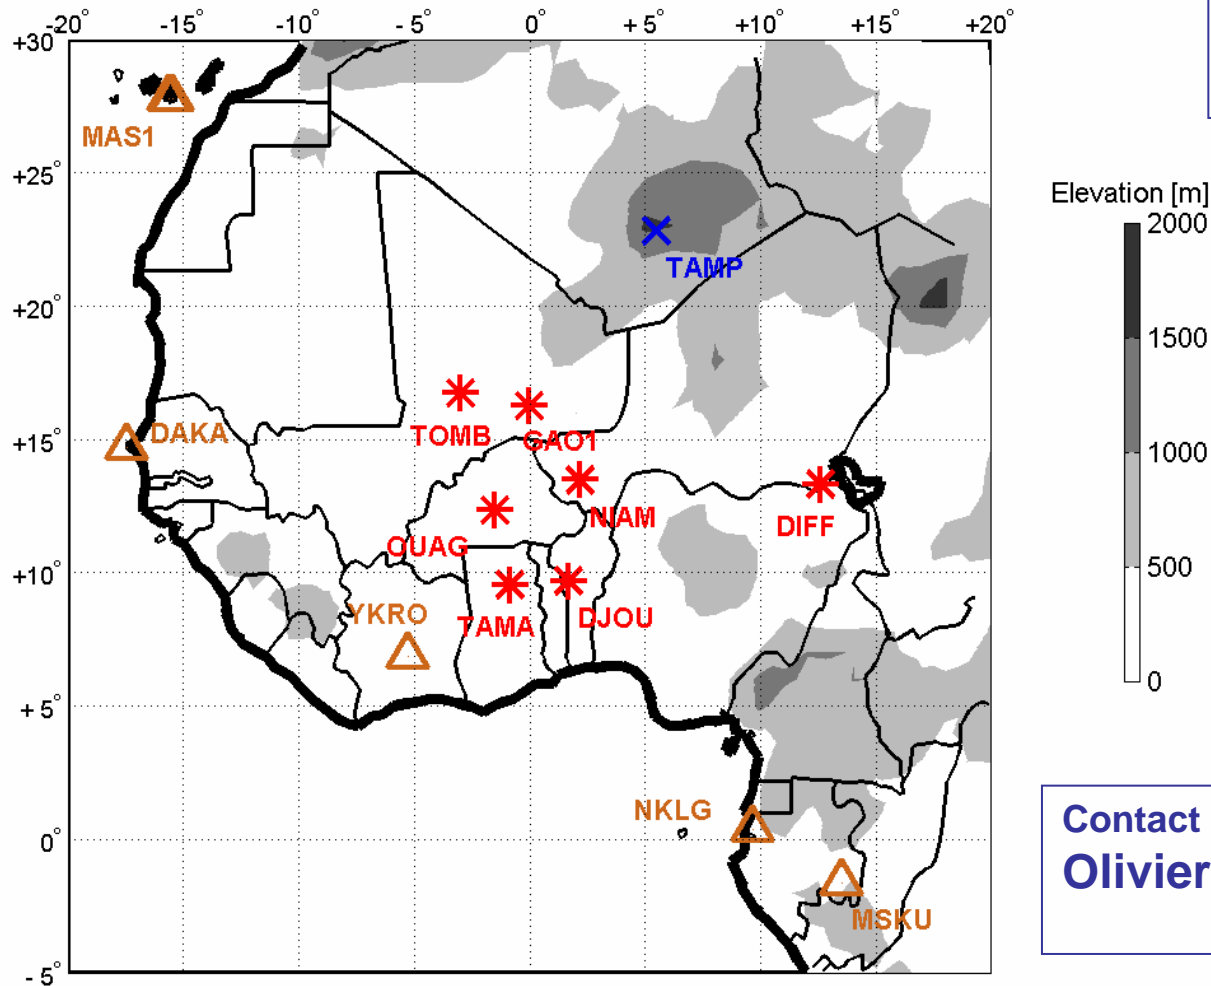 -20° -15° -10° - 5° 0° + 5° +10° +15° +20°
+30°
MAS1
+25°
TAMP
+20°
TOMB
GAO1
DAKA
+15°
NIAM
DIFF
OUAG
+10°
YKRO
TAMA
DJOU
+ 5°
NKLG
0°
MSKU
- 5°
Elevation [m]
2000
1500
1000
500
0
Contact
Olivier